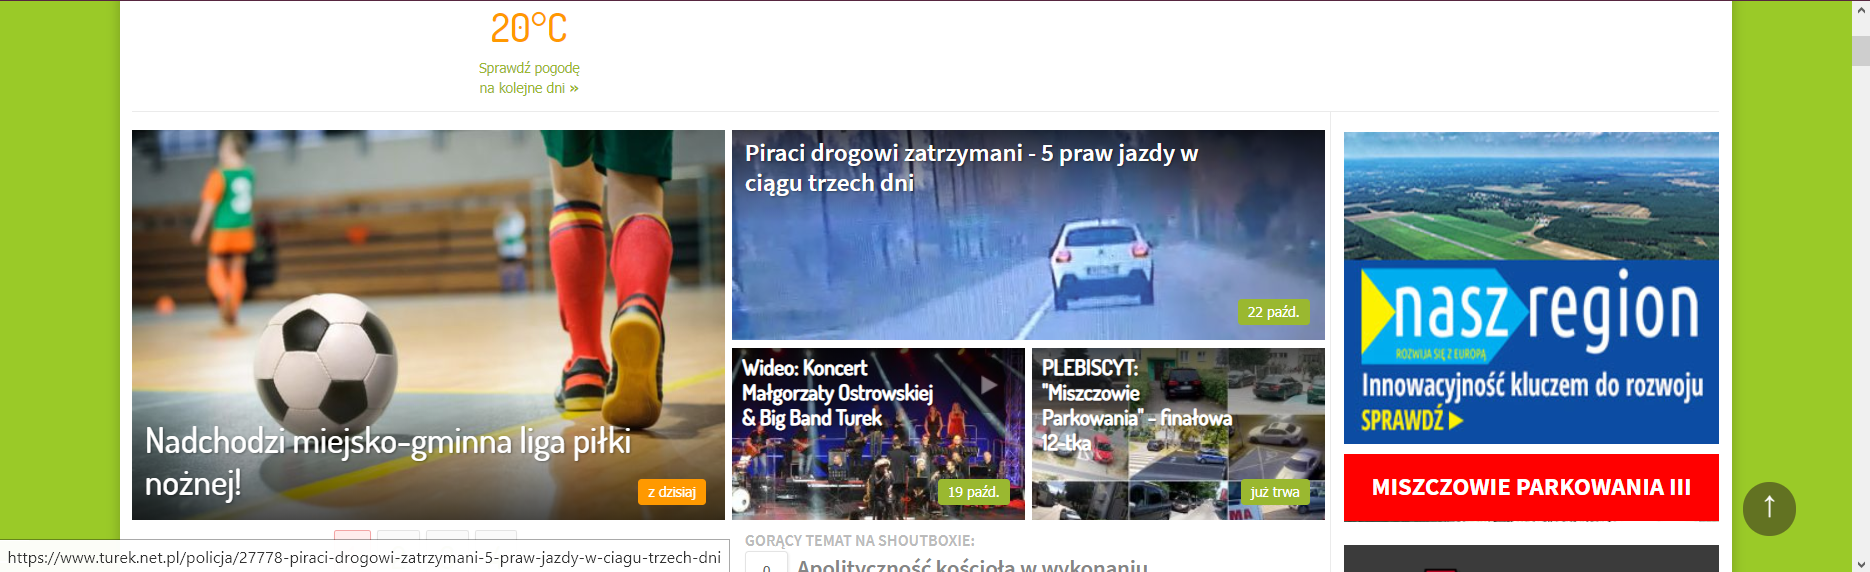 20°C
Sprawdź pogodę
na kolejne dni »
3
Nadchodzi miejsko-gminna liga piłki
nożnej!
z dzisiaj
Piraci drogowi zatrzymani - 5 praw jazdy w
ciągu trzech dni
22 paźd.
Wideo: Koncert
Małgorzaty Ostrowskiej
& Big Band Turek
19 paźd.
PLEBISCYT:
"Miszczowie
Parkowania" - finałowa
12-tka
MA
już trwa
nasz region
ROZWIJA SIĘ Z EUROPĄ
Innowacyjność kluczem do rozwoju
SPRAWDŹ
MISZCZOWIE PARKOWANIA III
↑
GORĄCY TEMAT NA SHOUTBOXIE:
0
Apolityczność kościoła w wykonaniu
https://www.turek.net.pl/policja/27778-piraci-drogowi-zatrzymani-5-praw-jazdy-w-ciagu-trzech-dni